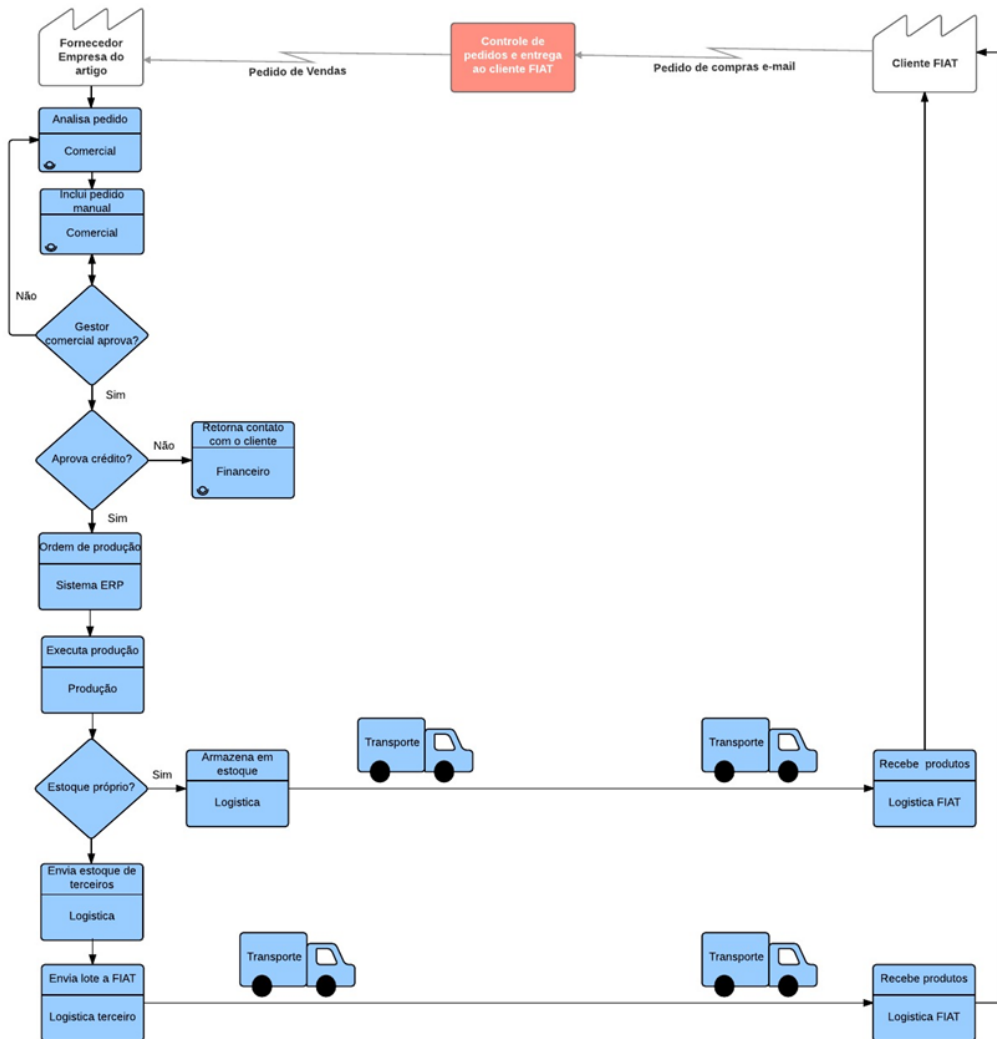 Fornecedor
Empresa do
artigo
Pedido de Vendas
Controle de
pedidos e entrega
ao cliente FIAT
Pedido de compras e-mail
Cliente FIAT
Analisa pedido
Comercial
Inclui pedido
manual
Comercial
Não
Gestor
comercial aprova?
Sim
Aprova crédito?
Não
Retorna contato
com o cliente
Financeiro
Sim
Ordem de produção
Sistema ERP
Executa produção
Produção
Estoque próprio?
Sim
Armazena em
estoque
Logistica
Transporte
Transporte
Recebe produtos
Logistica FIAT
Envia estoque de
terceiros
Logistica
Envia lote a FIAT
Logistica terceiro
Transporte
Transporte
Recebe produtos
Logistica FIAT